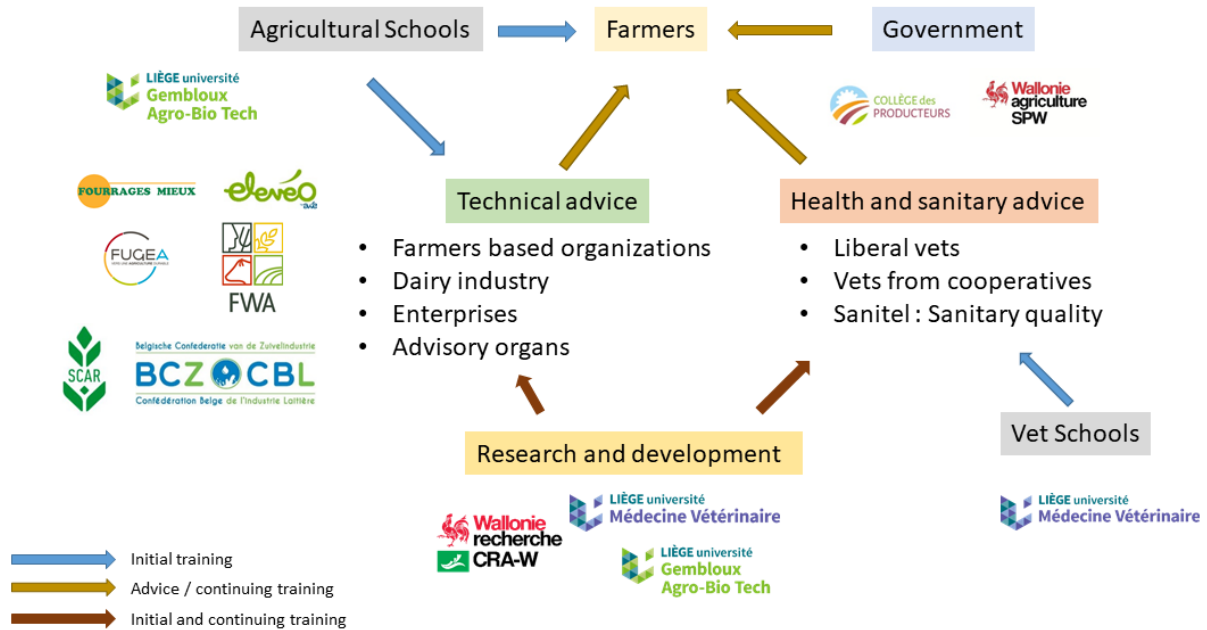 Agricultural Schools
Farmers
Government
LIÈGE université
Gembloux
Agro-Bio Tech
COLLÈGE des
PRODUCTEURS
Wallonie
agriculture
SPW
FOURRAGES MIEUX
elevéo
FUGEA
FWA
Technical advice
• Farmers based organizations
• Dairy industry
• Enterprises
• Advisory organs
Health and sanitary advice
• Liberal vets
• Vets from cooperatives
• Sanitel : Sanitary quality
SCAR
Belgische Confederatie van de Zuivelindustrie
BCZ CBL
Confédération Belge de l'Industrie Laitière
Research and development
Vet Schools
Wallonie
recherche
CRA-W
LIÈGE université
Médecine Vétérinaire
LIÈGE université
Gembloux
Agro-Bio Tech
LIÈGE université
Médecine Vétérinaire
Initial training
Advice / continuing training
Initial and continuing training